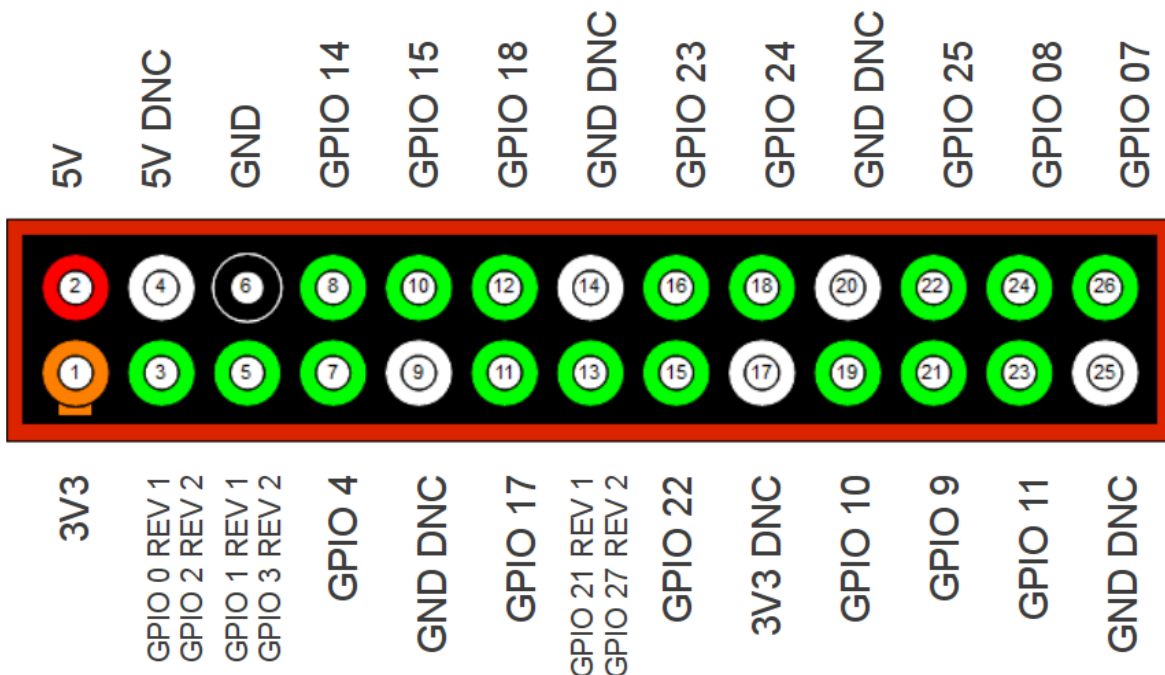 5V
5V DNC
GND
GPIO 14
GPIO 15
GPIO 18
GND DNC
GPIO 23
GPIO 24
GND DNC
GPIO 25
GPIO 08
GPIO 07
2
4
6
8
10
12
14
16
18
20
22
24
26
1
3
5
7
9
11
13
15
17
19
21
23
25
3V3
GPIO 0 REV 1
GPIO 2 REV 2
GPIO 1 REV 1
GPIO 3 REV 2
GPIO 4
GND DNC
GPIO 17
GPIO 21 REV 1
GPIO 27 REV 2
GPIO 22
3V3 DNC
GPIO 10
GPIO 9
GPIO 11
GND DNC